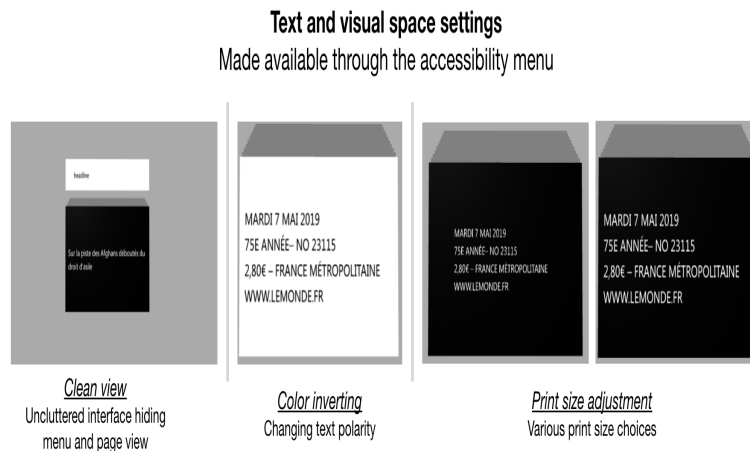 Text and visual space settings
Made available through the accessibility menu
headline
Sur la piste des Afghans déboutés du
droit d'asile
MARDI 7 MAI 2019
75E ANNÉE– NO 23115
2,80€ – FRANCE MÉTROPOLITAINE
WWW.LEMONDE.FR
MARDI 7 MAI 2019
75E ANNÉE– NO 23115
2,80€ – FRANCE MÉTROPOLITAINE
WWW.LEMONDE.FR
MARDI 7 MAI 2019
75E ANNÉE– NO 23115
2,80€ – FRANCE MÉTROPOLITAINE
WWW.LEMONDE.FR
Clean view
Uncluttered interface hiding
menu and page view
Color inverting
Changing text polarity
Print size adjustment
Various print size choices